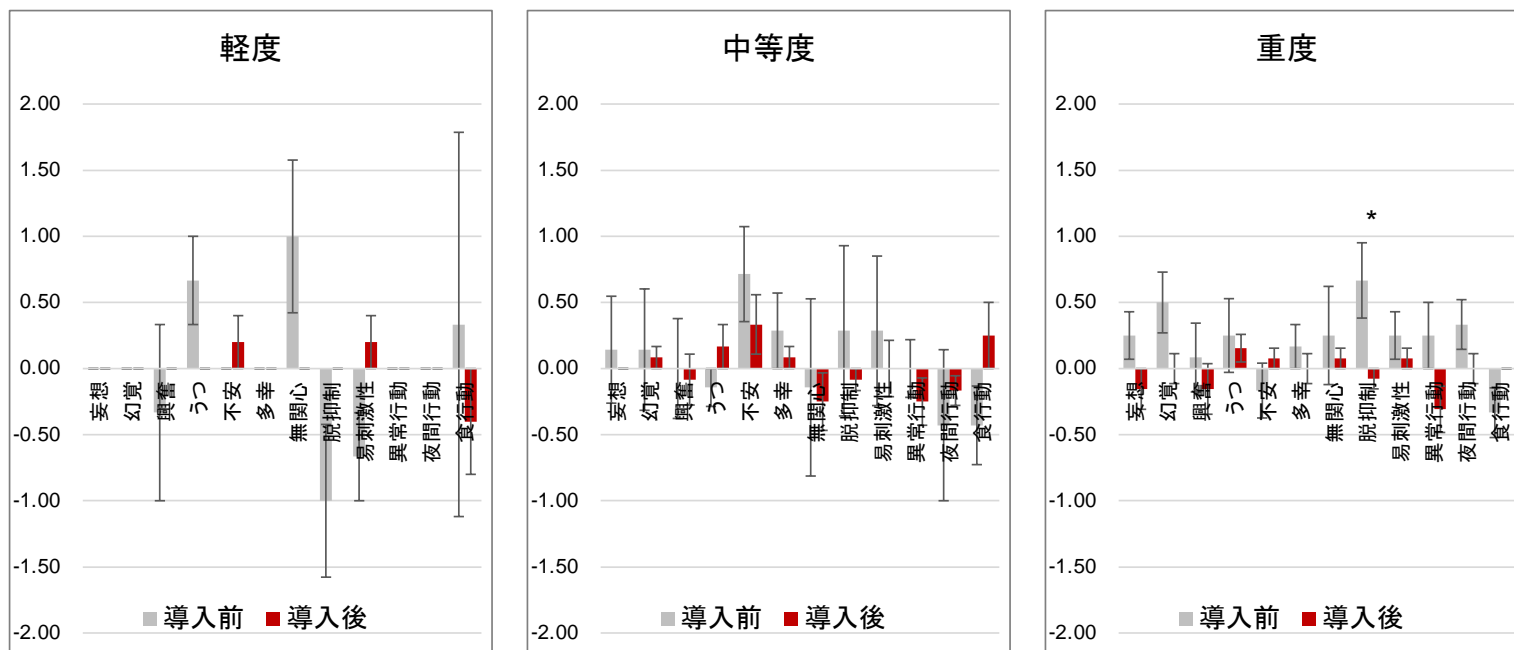 軽度
2.00
1.50
1.00
0.50
0.00
-0.50
-1.00
-1.50
-2.00
妄想
幻覚
興奮
うつ
不安
多幸
無関心
脱抑制
易刺激性
異常行動
夜間行動
食行動
導入前 導入後
中等度
2.00
1.50
1.00
0.50
0.00
-0.50
-1.00
-1.50
-2.00
妄想
幻覚
興奮
うつ
不安
多幸
無関心
脱抑制
易刺激性
異常行動
夜間行動
食行動
導入前 導入後
重度
2.00
1.50
1.00
0.50
0.00
-0.50
-1.00
-1.50
-2.00
*
妄想
幻覚
興奮
うつ
不安
多幸
無関心
脱抑制
易刺激性
異常行動
夜間行動
食行動
導入前 導入後